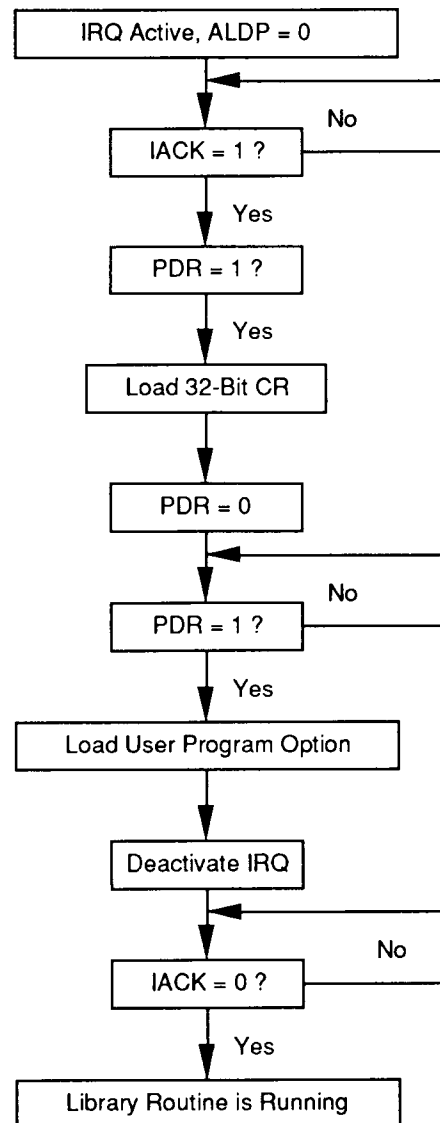 IRQ Active, ALDP = 0
No
IACK = 1 ?
Yes
PDR = 1 ?
Yes
Load 32-Bit CR
PDR = 0
No
PDR = 1 ?
Yes
Load User Program Option
Deactivate IRQ
No
IACK = 0 ?
Yes
Library Routine is Running